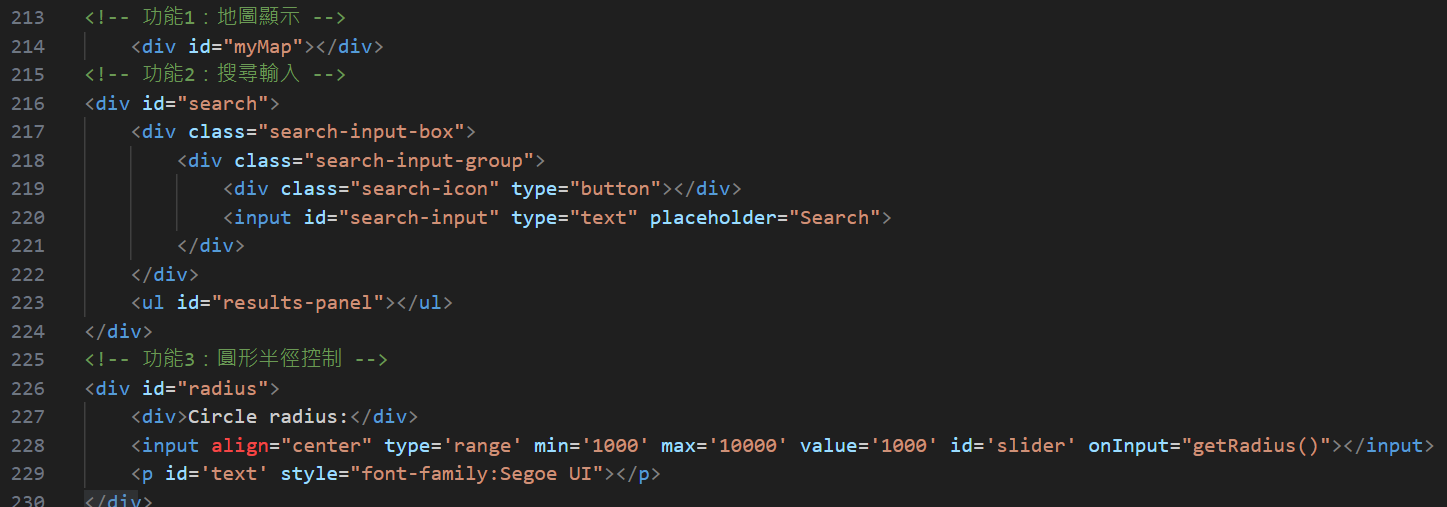 213 <!-- 功能1：地圖顯示 -->
214 <div id="myMap"></div>
215 <!-- 功能2：搜尋輸入 -->
216 <div id="search">
217 <div class="search-input-box">
218 <div class="search-input-group">
219 <div class="search-icon" type="button"></div>
220 <input id="search-input" type="text" placeholder="Search">
221 </div>
222 </div>
223 <ul id="results-panel"></ul>
224 </div>
225 <!-- 功能3：圓形半徑控制 -->
226 <div id="radius">
227 <div>Circle radius:</div>
228 <input align="center" type='range' min='1000' max='10000' value='1000' id='slider' onInput="getRadius()"></input>
229 <p id='text' style="font-family:Segoe UI"></p>
230 </div>